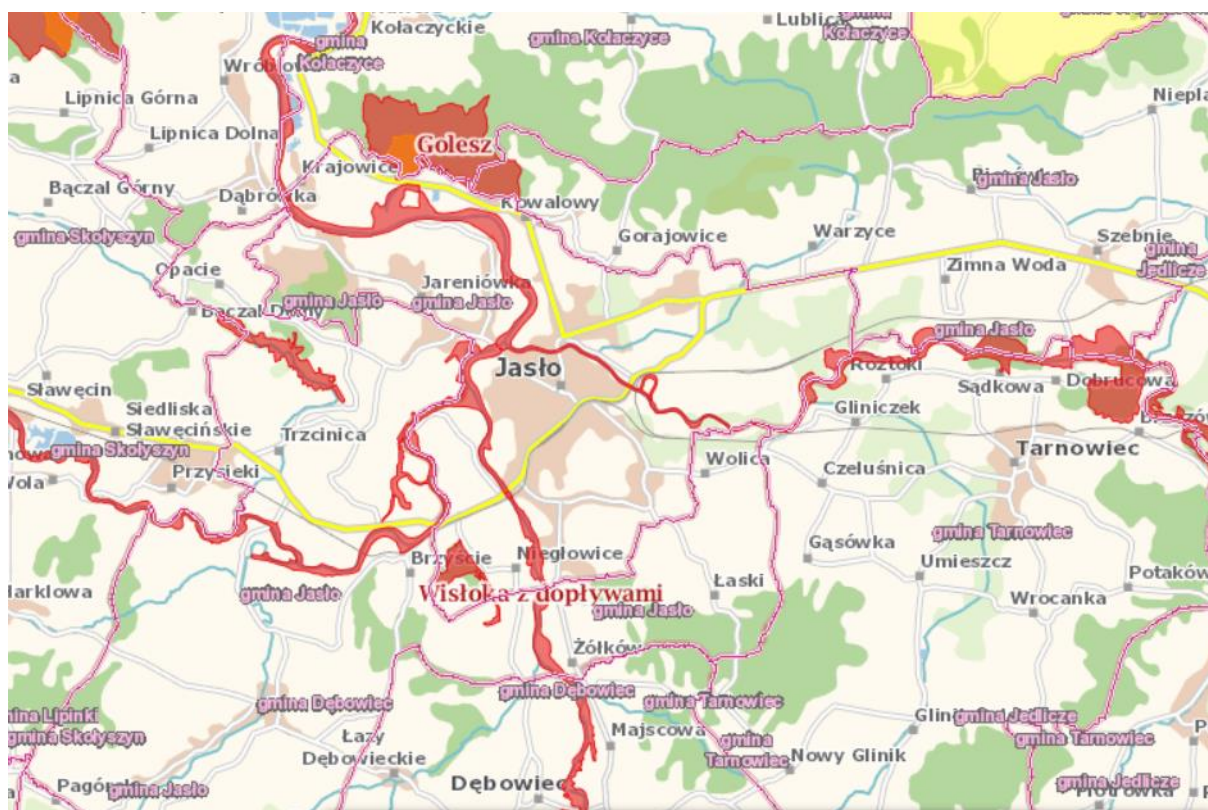 Kołaczyckie
Lublica
gmina
Kołaczyce
gmina Kołaczyce
Kołaczyce
Lipnica Górna
Lipnica Dolna
Golesz
Krajowice
Bączal Górny
Dąbrówka
gmina Jasło
Kowalowy
gmina Skołyszyn
Gorajowice
Warzyce
Szebnie
gmina
Jedlicze
Opacie
Jareniówka
Zimna Woda
gmina Jasło
gmina Jasło
Bączal Dolny
gmina Jasło
Jasło
Roztoki
Sławęcin
Sądkowa
Dobrucowa
Siedliska
Sławęcińskie
Gliniczek
Trzcinica
gmina Skołyszyn
Tarnowiec
Przysieki
Wolica
Czeluśnica
Wola
gmina Tarnowiec
Gąsówka
Brzyście
Niegłowice
Umieszcz
Łaski
Potaków
gmina Jasło
Wisłoka z dopływami
gmina Jasło
Wrocanka
Żółków
gmina Dębowiec
gmina Dębowiec
gmina Tarnowiec
gmina Lipinki
gmina Skołyszyn
gmina Jedlicze
Łazy
Dębowieckie
Majscowa
gmina
Tarnowiec
gmina Tarnowiec
Nowy Glinik
gmina Jasło
Dębowiec
gmina Jedlicze